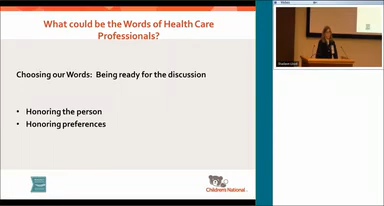 What could be the Words of Health Care
Professionals?
Choosing our Words: Being ready for the discussion
• Honoring the person
• Honoring preferences
Children's National